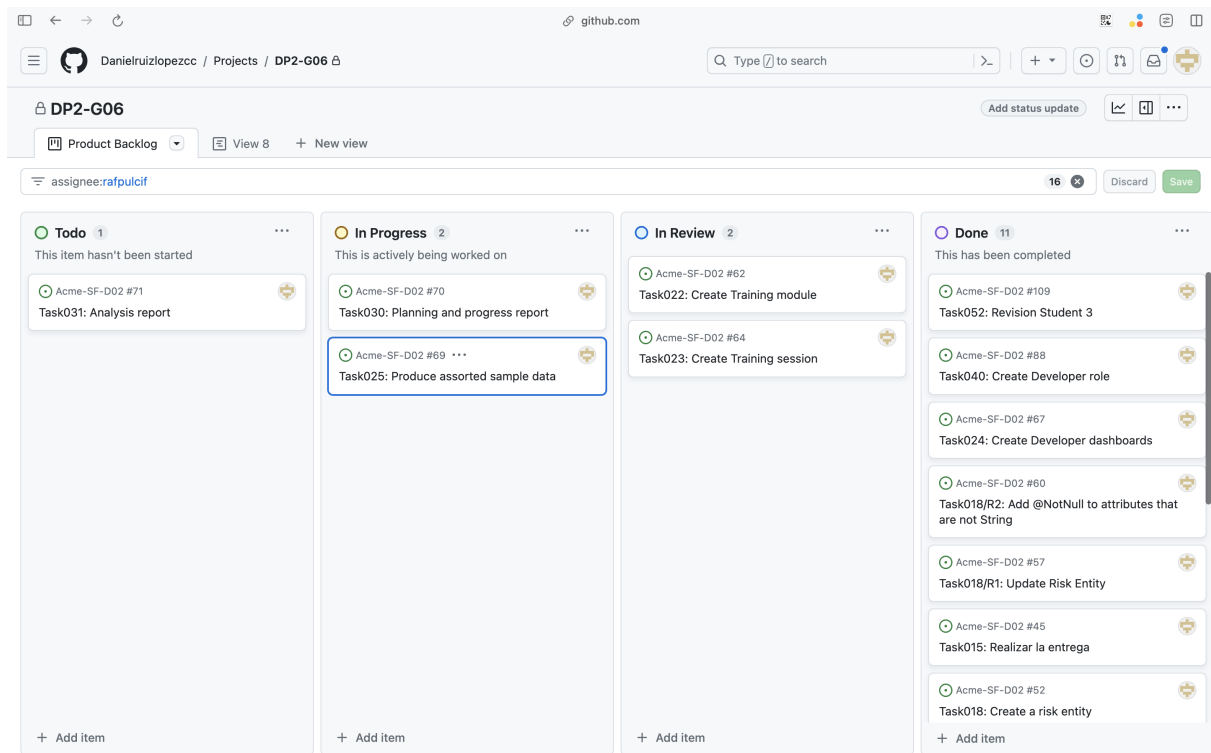 github.com
Danielruizlopezcc / Projects / DP2-G06
Type / to search
DP2-G06
Add status update
Product Backlog
View 8
New view
assignee:rafpulcif
16
Discard
Save
Todo 1
This item hasn't been started
Acme-SF-D02 #71
Task031: Analysis report
Add item
In Progress 2
This is actively being worked on
Acme-SF-D02 #70
Task030: Planning and progress report
Acme-SF-D02 #69
Task025: Produce assorted sample data
Add item
In Review 2
Acme-SF-D02 #62
Task022: Create Training module
Acme-SF-D02 #64
Task023: Create Training session
Add item
Done 11
This has been completed
Acme-SF-D02 #109
Task052: Revision Student 3
Acme-SF-D02 #88
Task040: Create Developer role
Acme-SF-D02 #67
Task024: Create Developer dashboards
Acme-SF-D02 #60
Task018/R2: Add @NotNull to attributes that
are not String
Acme-SF-D02 #57
Task018/R1: Update Risk Entity
Acme-SF-D02 #45
Task015: Realizar la entrega
Acme-SF-D02 #52
Task018: Create a risk entity
Add item